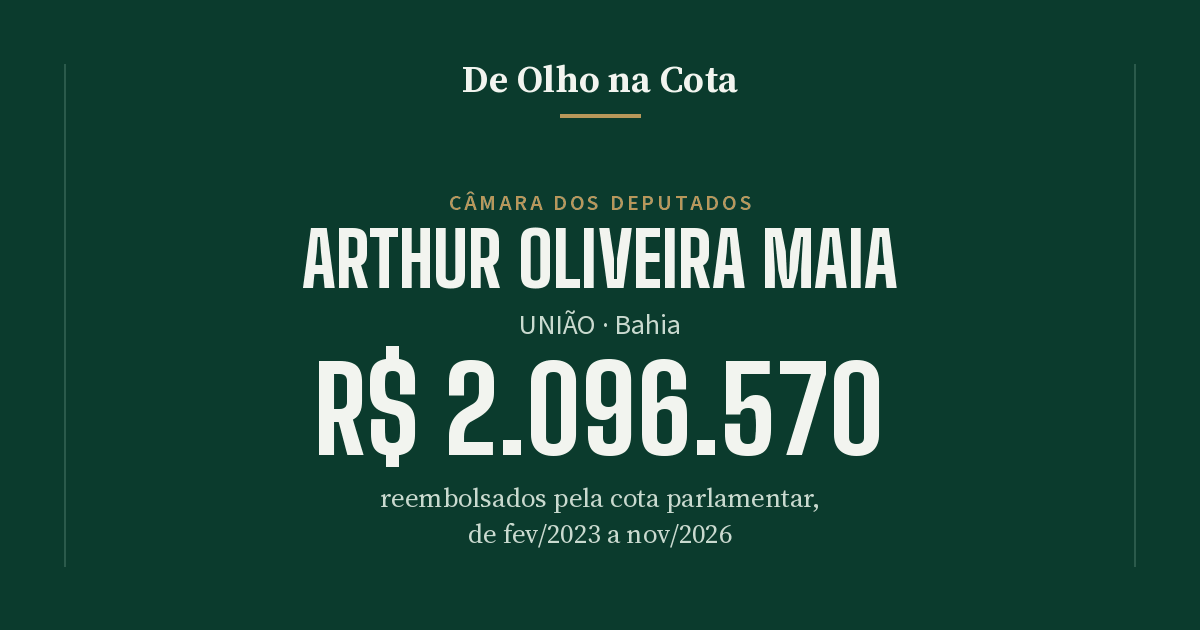 De Olho na Cota
CÂMARA DOS DEPUTADOS
ARTHUR OLIVEIRA MAIA
UNIÃO · Bahia
R$ 2.096.570
reembolsados pela cota parlamentar,
de fev/2023 a nov/2026